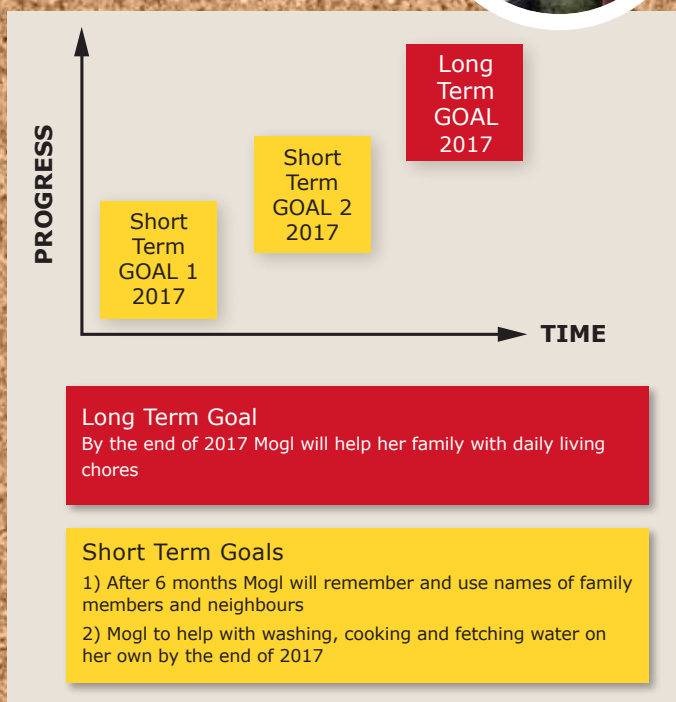 PROGRESS
Long
Term
GOAL
2017
Short
Term
GOAL 2
2017
Short
Term
GOAL 1
2017
TIME
Long Term Goal
By the end of 2017 Mogl will help her family with daily living
chores
Short Term Goals
1) After 6 months Mogl will remember and use names of family
members and neighbours
2) Mogl to help with washing, cooking and fetching water on
her own by the end of 2017